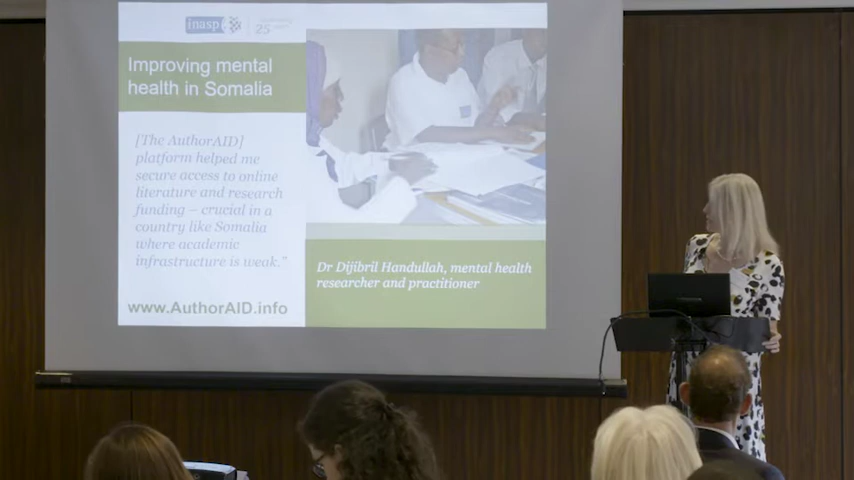 inasp
25
Improving mental
health in Somalia
[The AuthorAID]
platform helped me
secure access to online
literature and research
funding – crucial in a
country like Somalia
where academic
infrastructure is weak."
www.AuthorAID.info
Dr Dijibril Handullah, mental health
researcher and practitioner